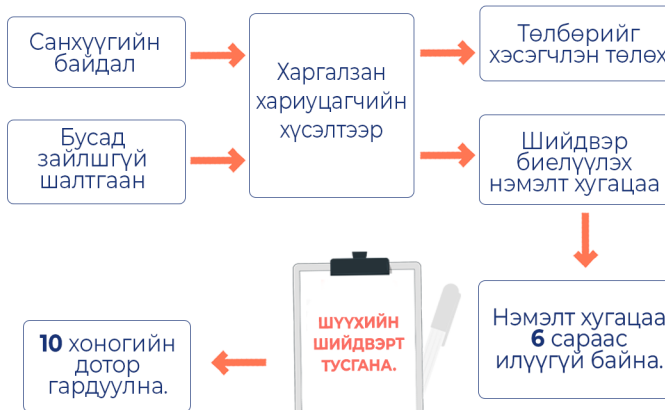 Санхүүгийн
байдал
Бусад
зайлшгүй
шалтгаан
Харгалзан
хариуцагчийн
хүсэлтээр
Төлбөрийг
хэсэгчлэн төлөх
Шийдвэр
биелүүлэх
нэмэлт хугацаа
Нэмэлт хугацаа
6 сараас
илүүгүй байна.
ШҮҮХИЙН
ШИЙДВЭРТ
ТУСГАНА.
10 хоногийн
дотор
гардуулна.